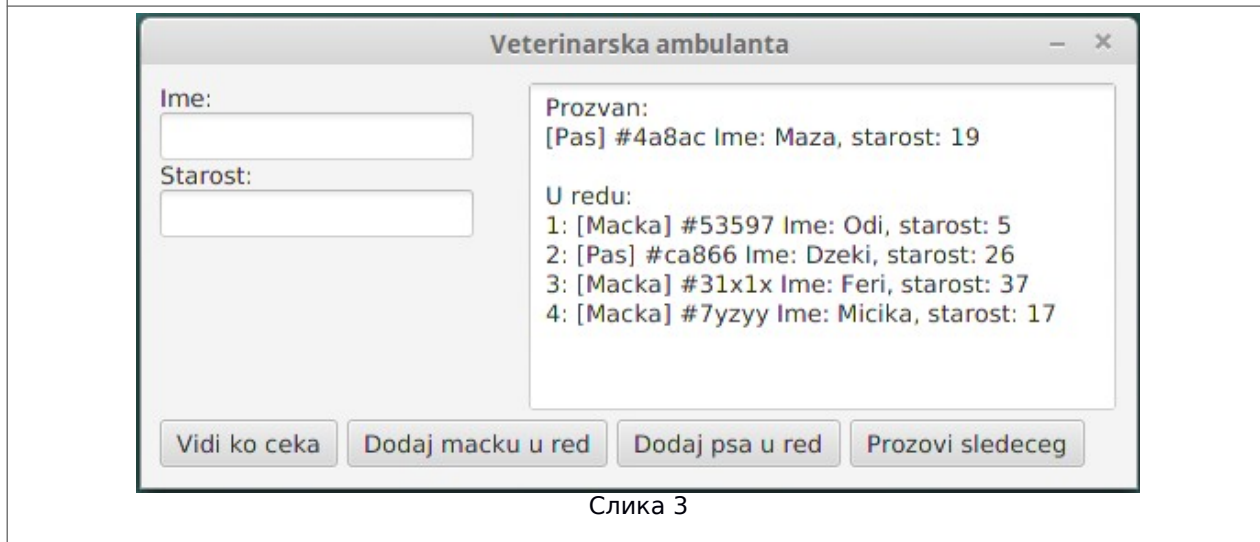 Veterinarska ambulanta
Ime:
Starost:
Prozvan:
[Pas] #4a8ac Ime: Maza, starost: 19
U redu:
1: [Macka] #53597 Ime: Odi, starost: 5
2: [Pas] #ca866 Ime: Dzeki, starost: 26
3: [Macka] #31x1x Ime: Feri, starost: 37
4: [Macka] #7yzyy Ime: Micika, starost: 17
Vidi ko ceka Dodaj macku u red Dodaj psa u red Prozovi sledeceg
Слика 3